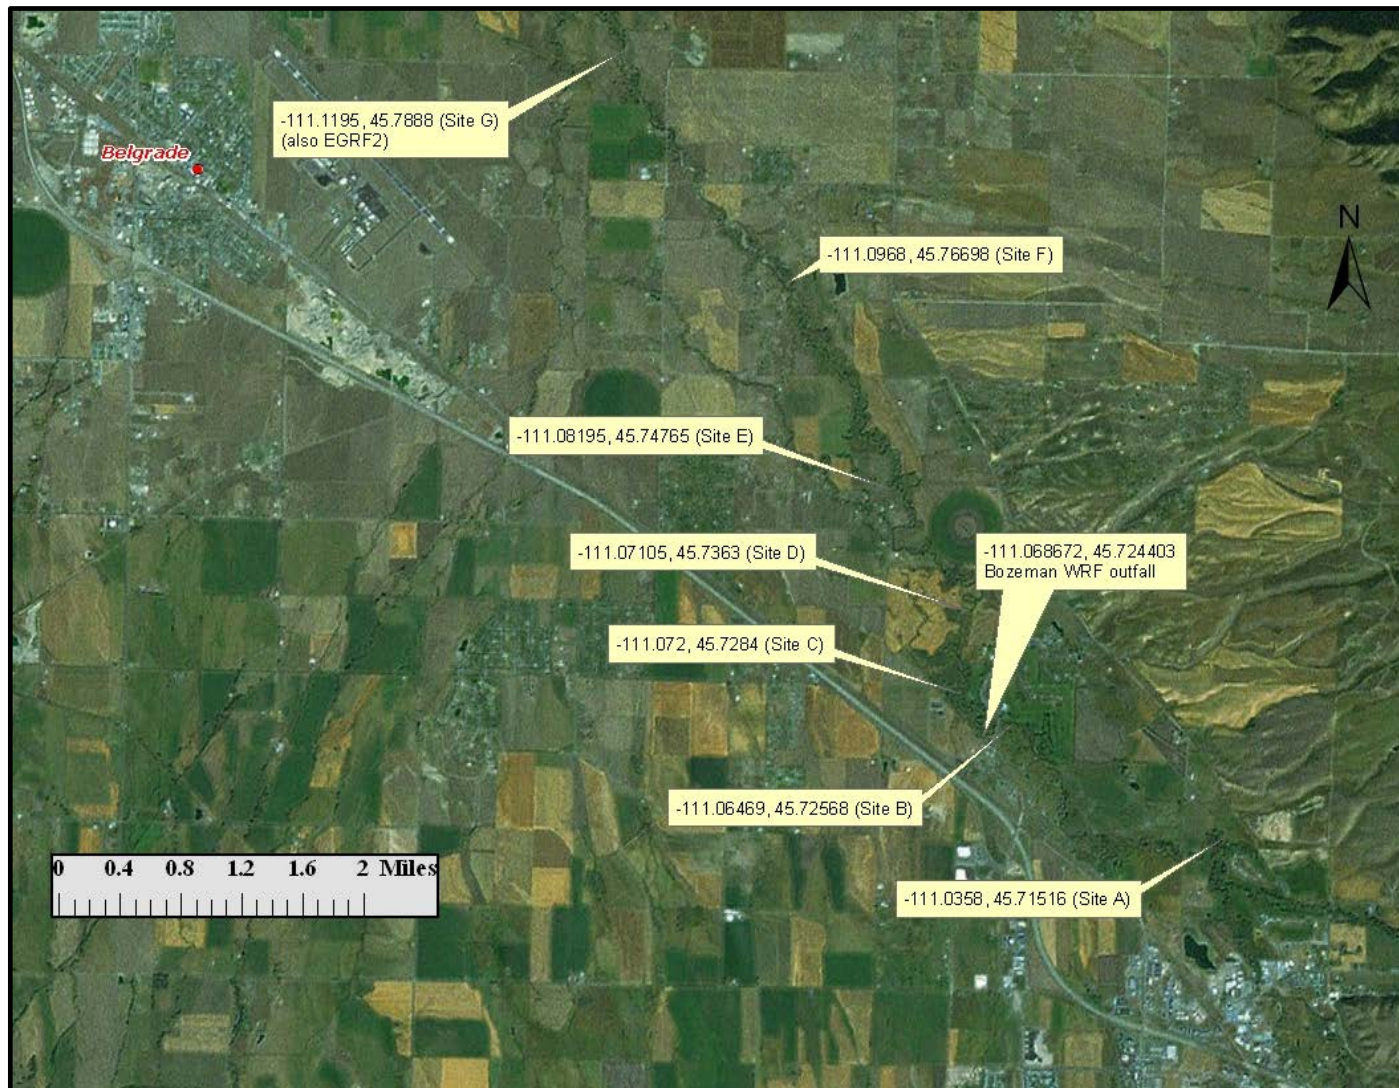 -111.1195, 45.7888 (Site G)
(also EGRF2)
Belgrade
N
-111.0968, 45.76698 (Site F)
-111.08195, 45.74765 (Site E)
-111.07105, 45.7363 (Site D)
-111.068672, 45.724403
Bozeman WRF outfall
-111.072, 45.7284 (Site C)
-111.06469, 45.72568 (Site B)
0 0.4 0.8 1.2 1.6 2 Miles
-111.0358, 45.71516 (Site A)